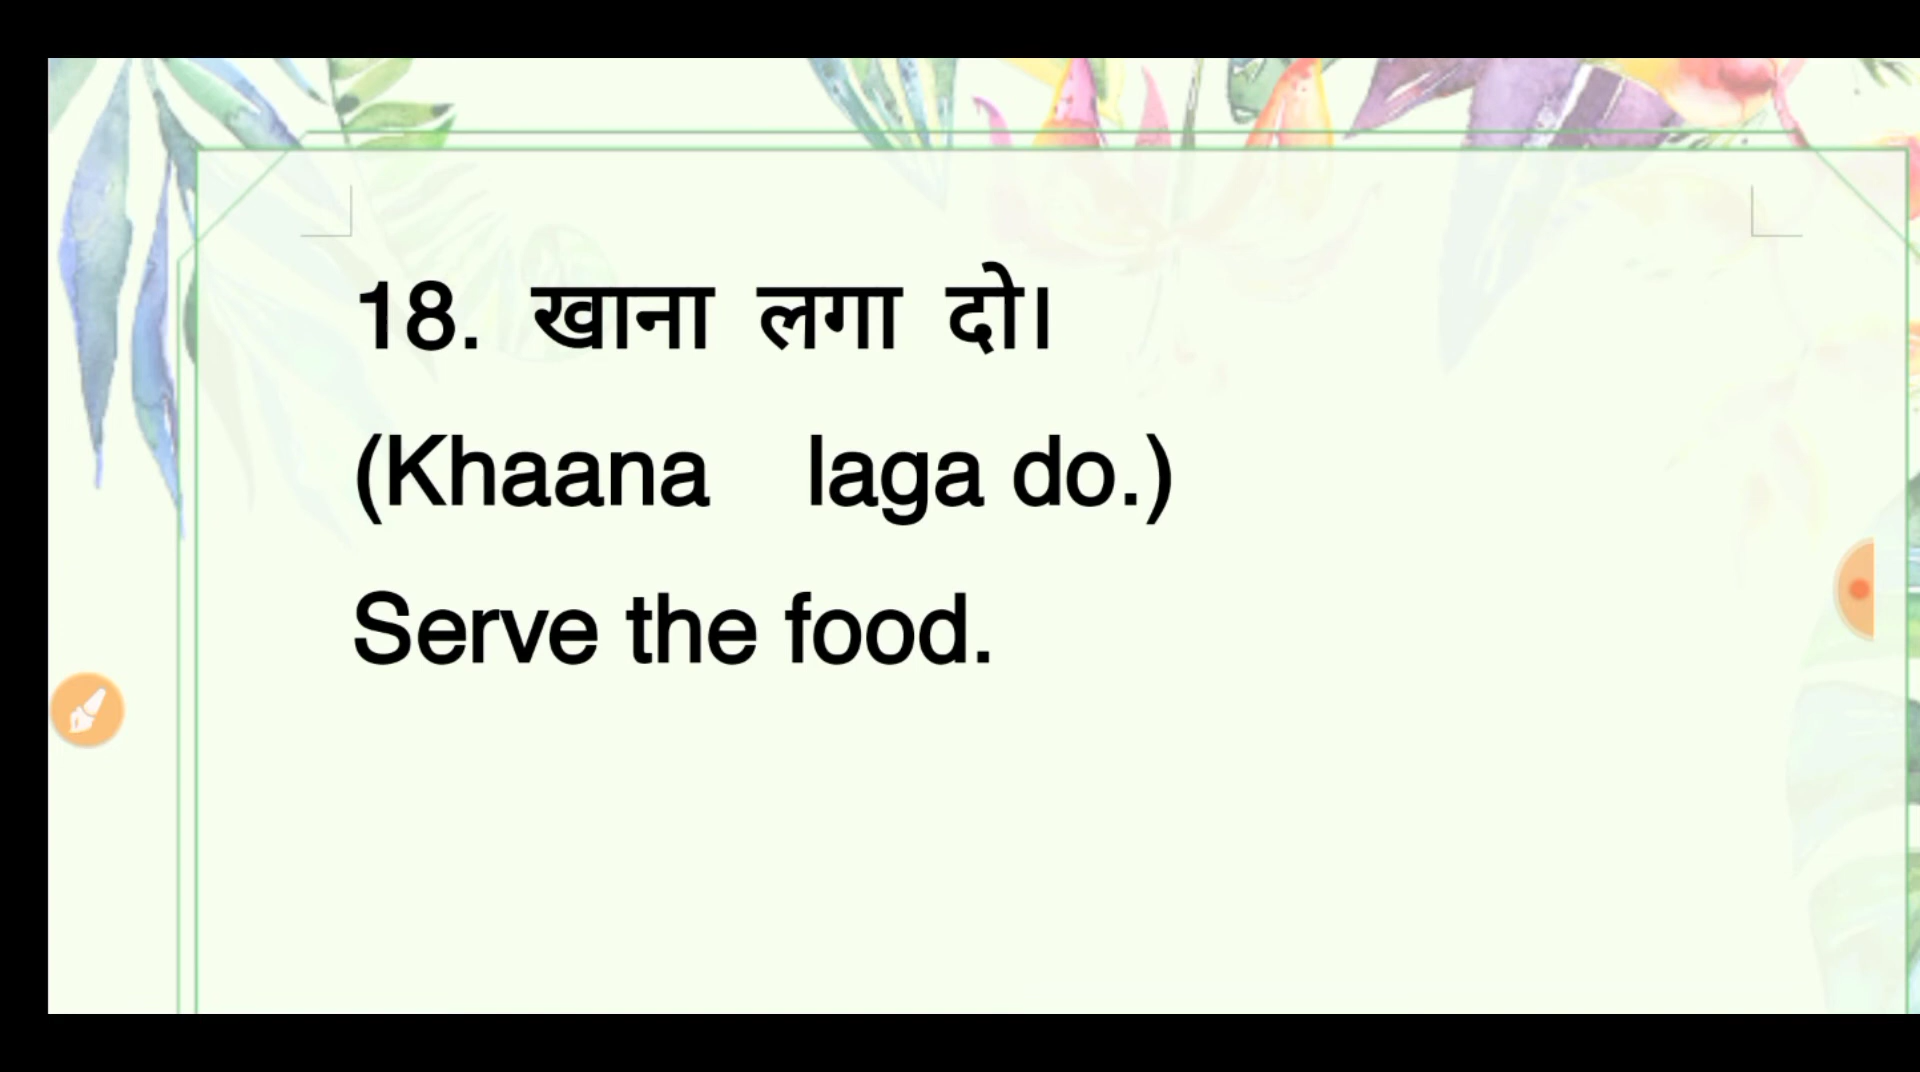 18. खाना लगा दो।
(Khaana laga do.)
Serve the food.